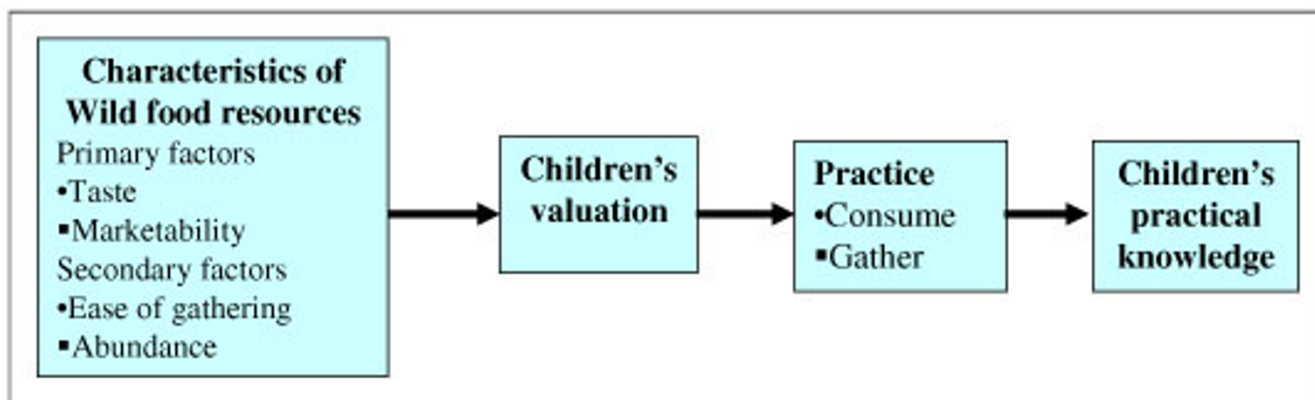 Characteristics of
Wild food resources
Primary factors
•Taste
▪Marketability
Secondary factors
•Ease of gathering
▪Abundance
Children’s
valuation
Practice
•Consume
▪Gather
Children’s
practical
knowledge